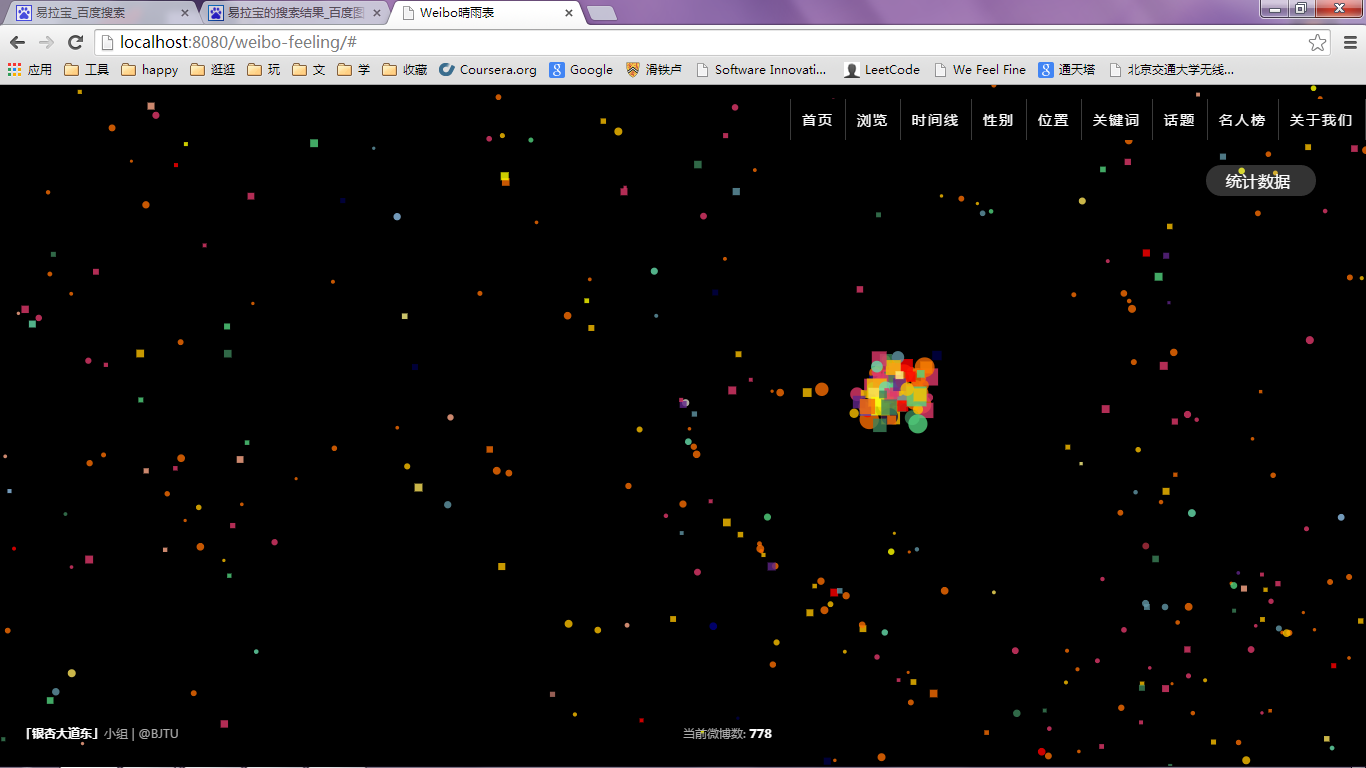 易拉宝_百度搜索
易拉宝的搜索结果_百度图
Weibo晴雨表
localhost:8080/weibo-feeling/#
应用 工具 happy 逛逛 玩 文 学 收藏 Coursera.org Google 滑铁卢 Software Innovati... LeetCode We Feel Fine 通天塔 北京交通大学无线...
首页 浏览 时间线 性别 位置 关键词 话题 名人榜 关于我们
统计数据
「银杏大道东」小组 | @BJTU
当前微博数: 778